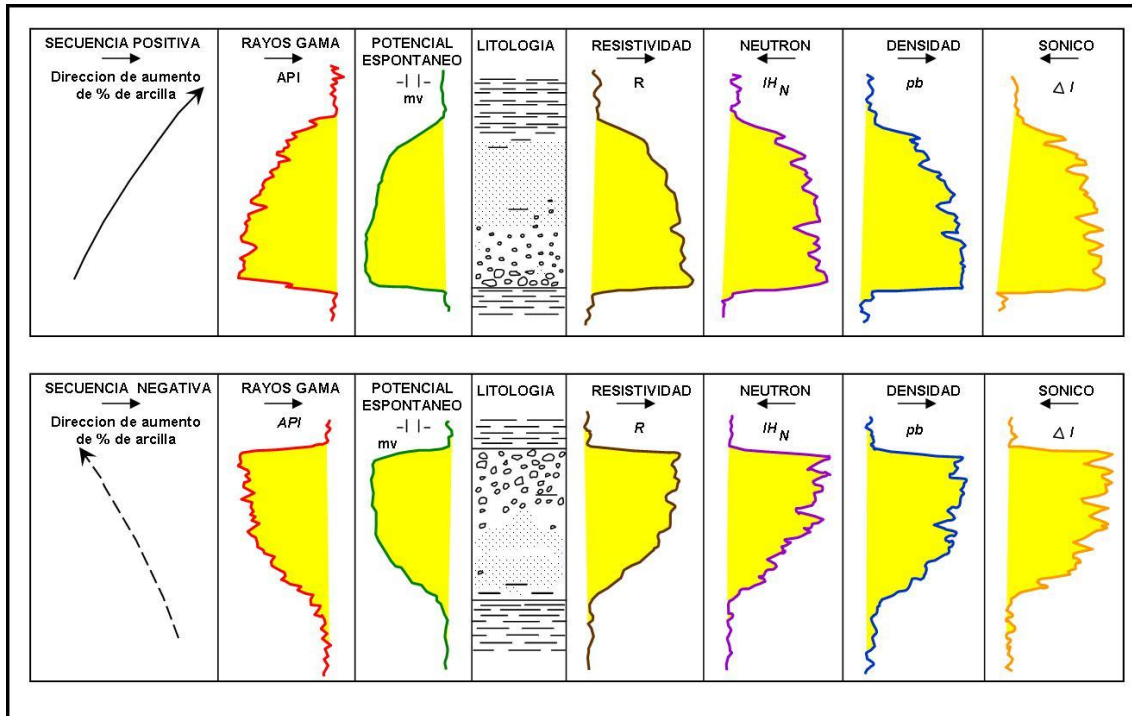 SECUENCIA POSITIVA
Direccion de aumento
de % de arcilla
RAYOS GAMA
API
POTENCIAL
ESPONTANEO
-| |-
mv
LITOLOGIA
RESISTIVIDAD
R
NEUTRON
IH N
DENSIDAD
pb
SONICO
Δ I
SECUENCIA NEGATIVA
Direccion de aumento
de % de arcilla
RAYOS GAMA
API
POTENCIAL
ESPONTANEO
-| |-
mv
LITOLOGIA
RESISTIVIDAD
R
NEUTRON
IH N
DENSIDAD
pb
SONICO
Δ I